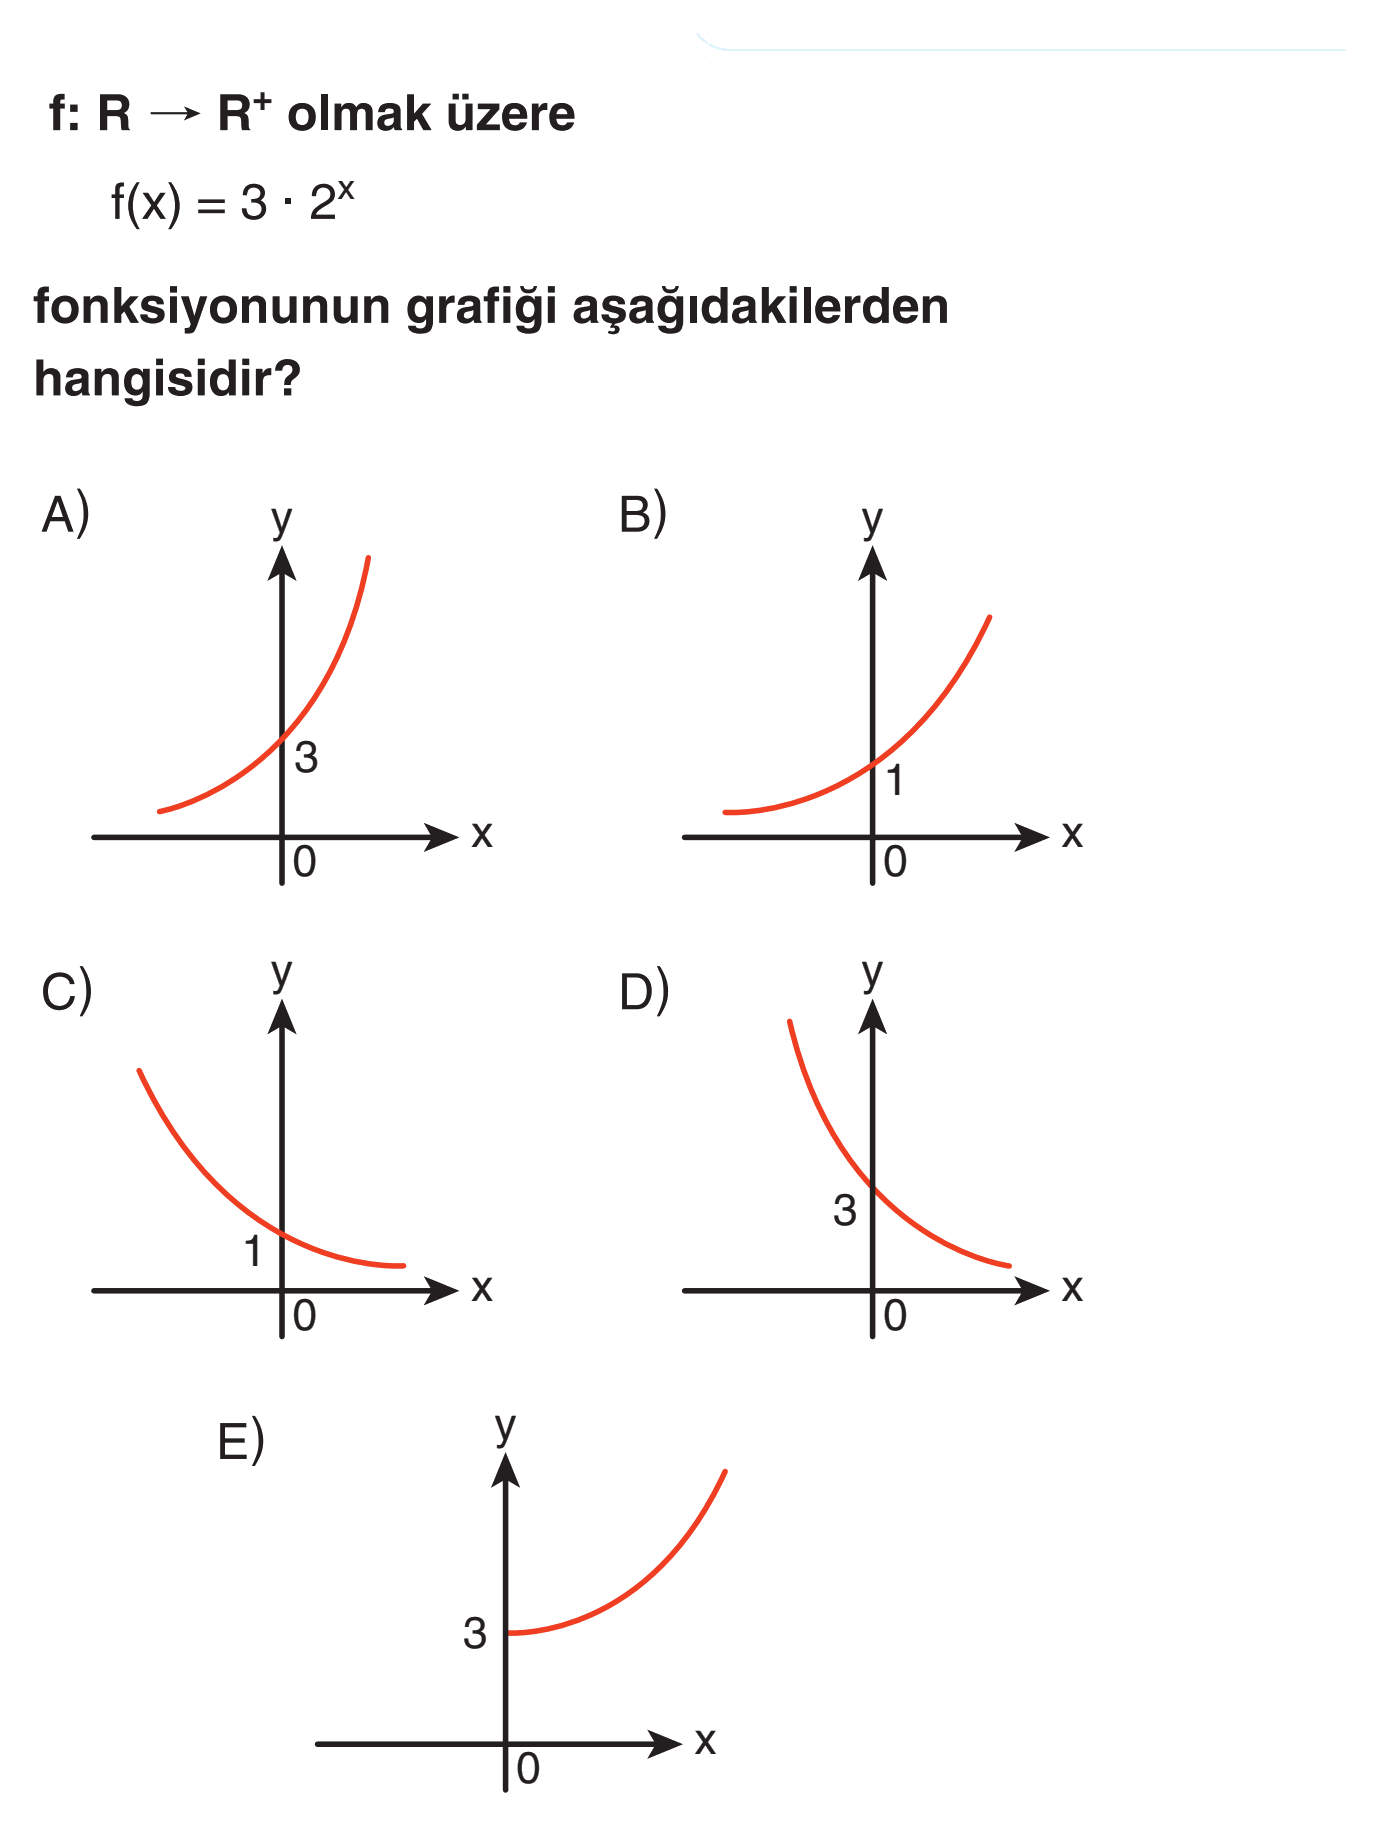 f: R → R⁺ olmak üzere
f(x) = 3 · 2ˣ
fonksiyonunun grafiği aşağıdakilerden
hangisidir?
A)
y
3
x
0
B)
y
1
x
0
C)
y
1
x
0
D)
y
3
x
0
E)
y
3
x
0